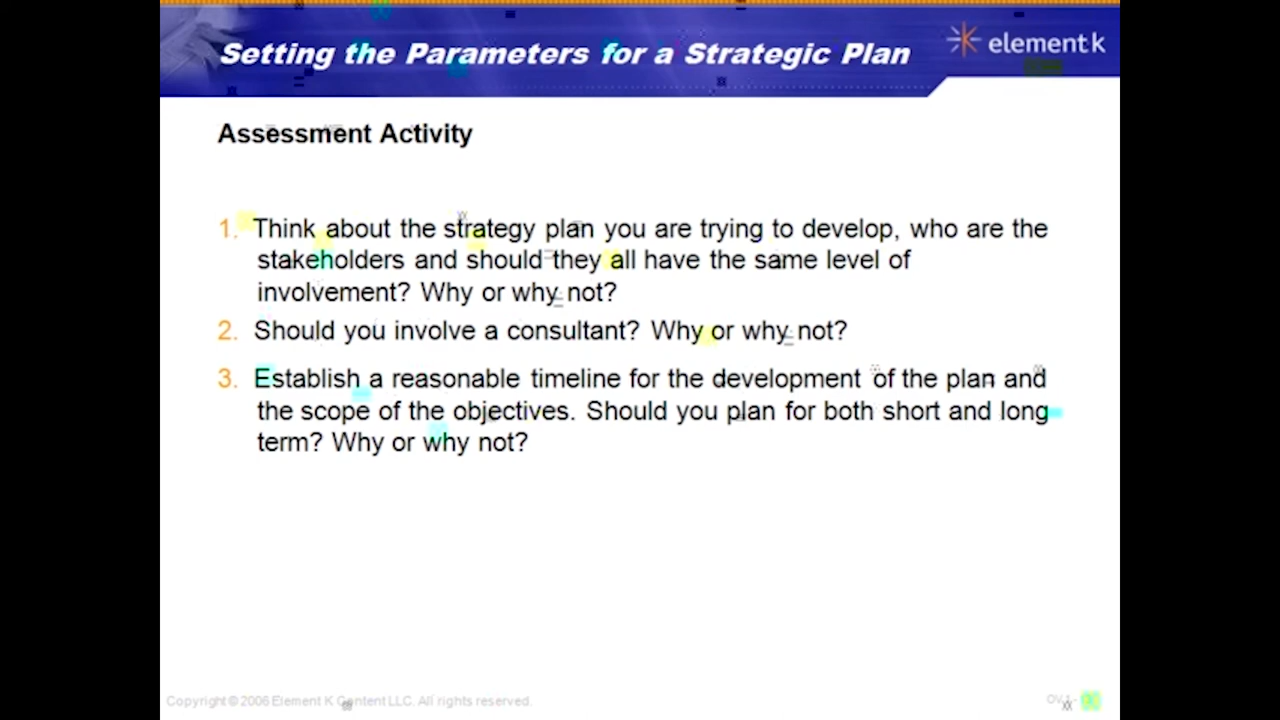 Setting the Parameters for a Strategic Plan
element k
Assessment Activity
1. Think about the strategy plan you are trying to develop, who are the
stakeholders and should they all have the same level of
involvement? Why or why not?
2. Should you involve a consultant? Why or why not?
3. Establish a reasonable timeline for the development of the plan and
the scope of the objectives. Should you plan for both short and long
term? Why or why not?
Copyright © 2006 Element K Content LLC. All rights reserved.